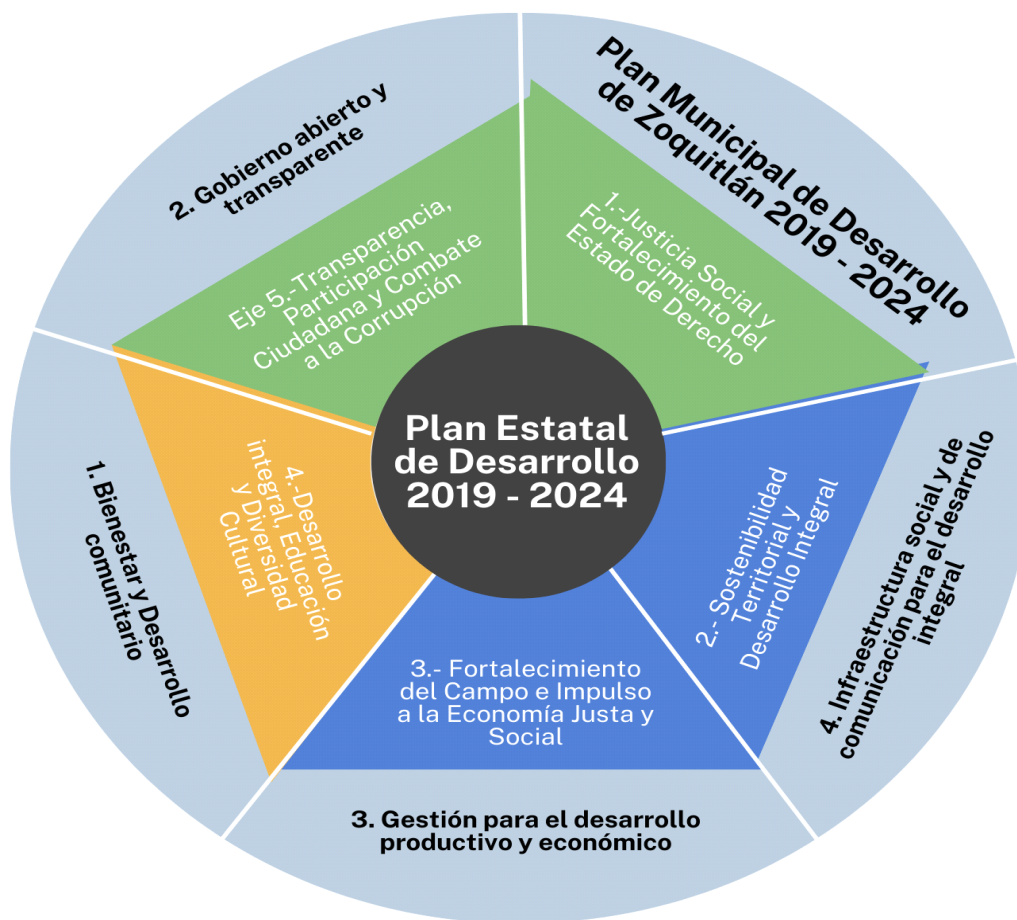 Plan Municipal de Desarrollo
de Zoquitlán 2019 - 2024
2. Gobierno abierto y
transparente
1.-Justicia Social y
Fortalecimiento del
Estado de Derecho
Eje 5.-Transparencia,
Participación
Ciudadana y Combate
a la Corrupción
Plan Estatal
de Desarrollo
2019 - 2024
4.-Desarrollo
integral, Educación
y Diversidad
Cultural
1. Bienestar y Desarrollo
comunitario
2.- Sostenibilidad
Territorial y
Desarrollo Integral
4. Infraestructura social y de
comunicación para el desarrollo
integral
3.- Fortalecimiento
del Campo e Impulso
a la Economía Justa y
Social
3. Gestión para el desarrollo
productivo y económico